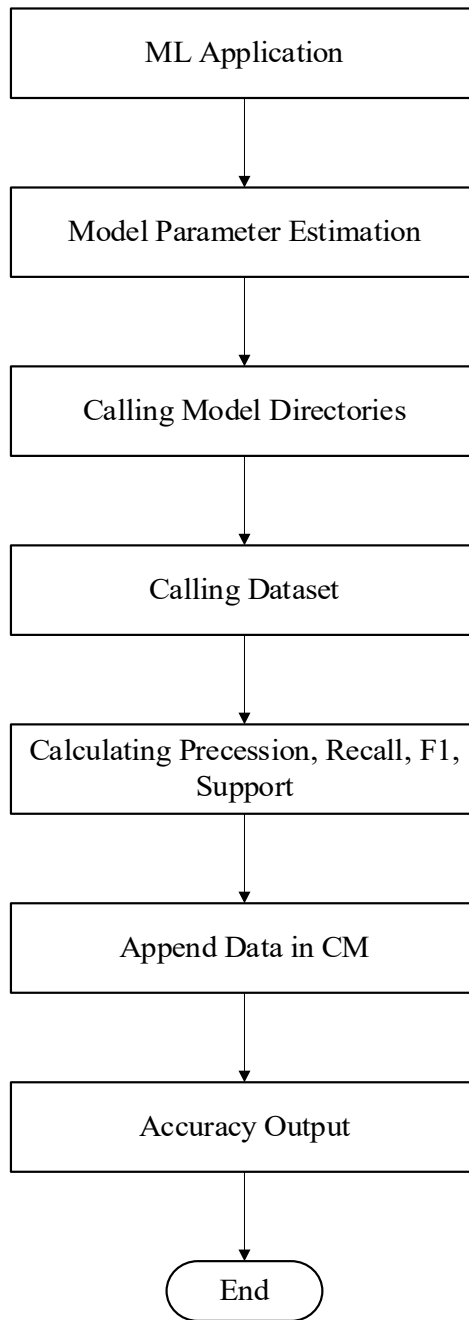 ML Application
Model Parameter Estimation
Calling Model Directories
Calling Dataset
Calculating Precession, Recall, F1,
Support
Append Data in CM
Accuracy Output
End